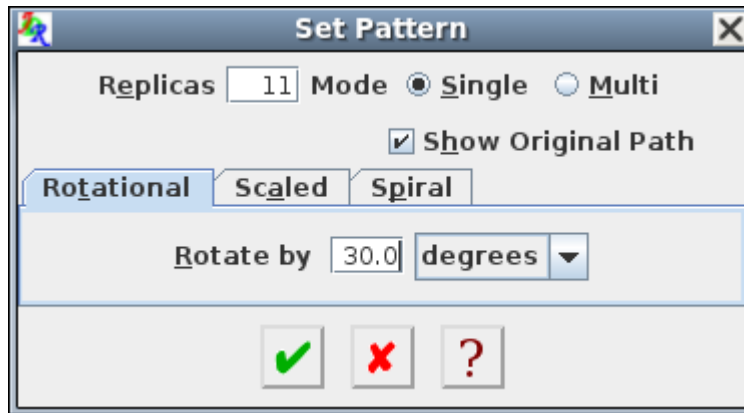 Set Pattern
Replicas 11 Mode Single Multi
Show Original Path
Rotational Scaled Spiral
Rotate by 30.0 degrees
?